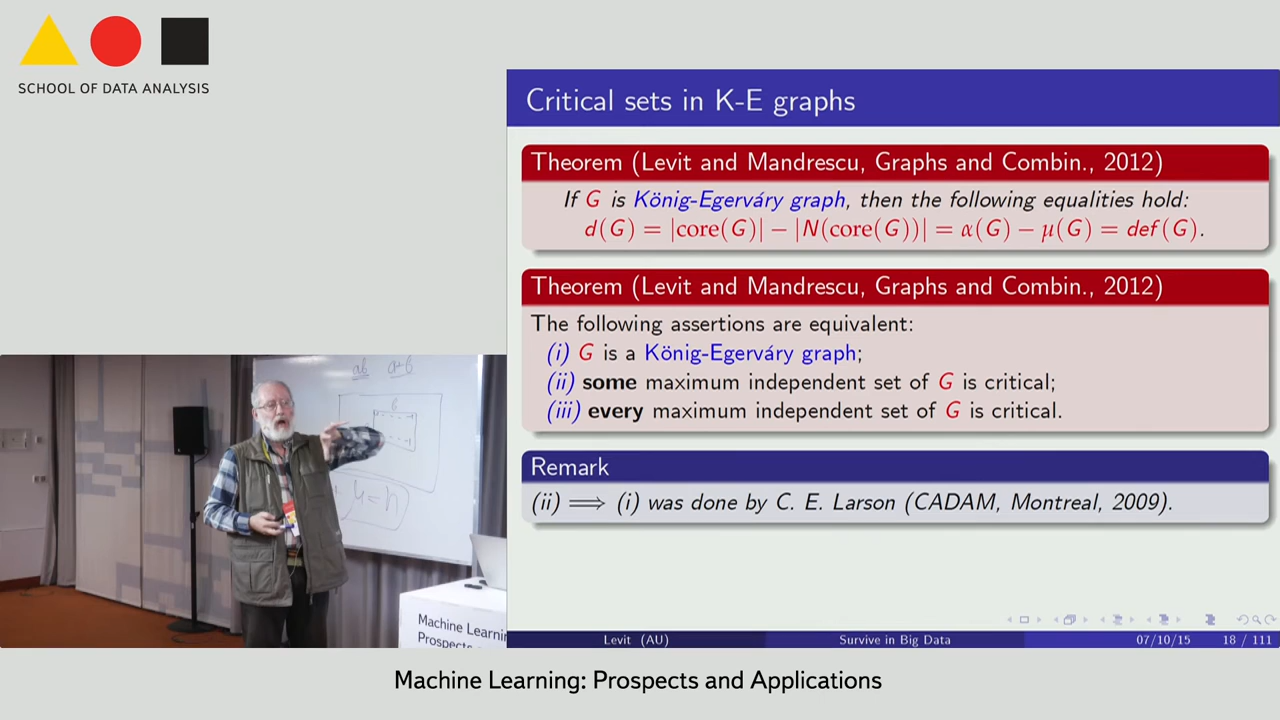 SCHOOL OF DATA ANALYSIS
Critical sets in K-E graphs
Theorem (Levit and Mandrescu, Graphs and Combin., 2012)
If G is König-Egerváry graph, then the following equalities hold:
d(G) = |core(G)| − |N(core(G))| = α(G) − μ(G) = def(G).
Theorem (Levit and Mandrescu, Graphs and Combin., 2012)
The following assertions are equivalent:
(i) G is a König-Egerváry graph;
(ii) some maximum independent set of G is critical;
(iii) every maximum independent set of G is critical.
Remark
(ii) ⟹ (i) was done by C. E. Larson (CADAM, Montreal, 2009).
Levit (AU) Survive in Big Data 07/10/15 18 / 111
ab a+b
Machine Learnin
Prospect
Machine Learning: Prospects and Applications